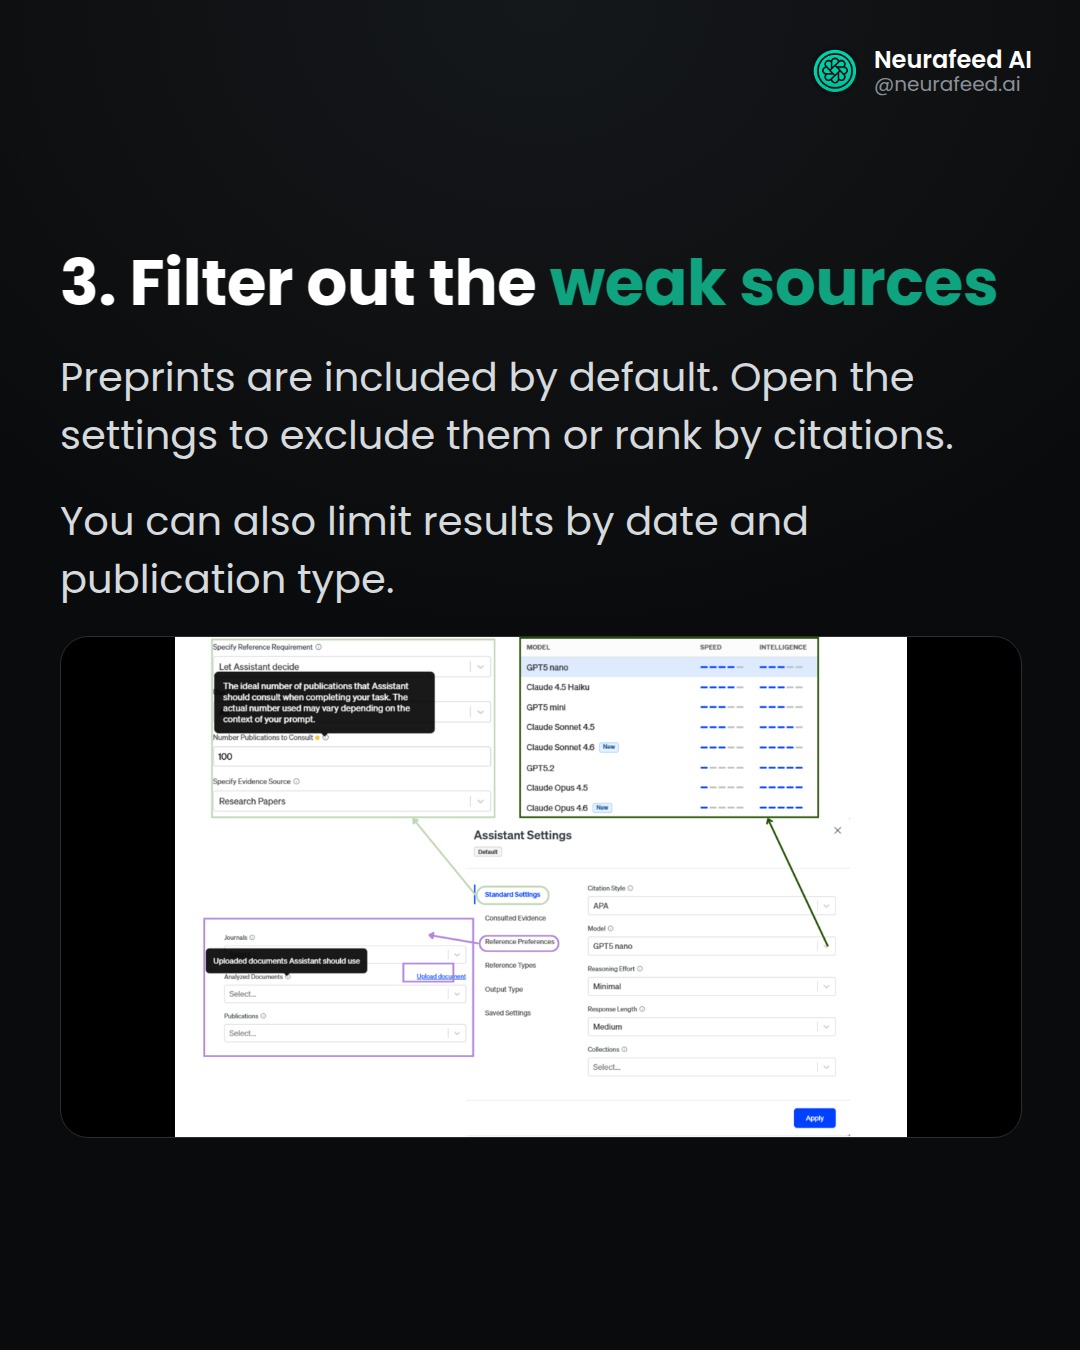 Neurafeed AI
@neurafeed.ai
3. Filter out the weak sources
Preprints are included by default. Open the
settings to exclude them or rank by citations.
You can also limit results by date and
publication type.
Specify Reference Requirement
Let Assistant decide
The ideal number of publications that Assistant
should consult when completing your task. The
actual number used may vary depending on the
context of your prompt.
Number Publications to Consult
100
Specify Evidence Source
Research Papers
MODEL SPEED INTELLIGENCE
GPT5 nano
Claude 4.5 Haiku
GPT5 mini
Claude Sonnet 4.5
Claude Sonnet 4.6 New
GPT5.2
Claude Opus 4.5
Claude Opus 4.6 New
Assistant Settings
Default
Standard Settings
Consulted Evidence
Reference Preferences
Reference Types
Output Type
Saved Settings
Citation Style
APA
Model
GPT5 nano
Reasoning Effort
Minimal
Response Length
Medium
Collections
Select...
Apply
Journals
Uploaded documents Assistant should use
Analyzed Documents
Upload document
Select...
Publications
Select...